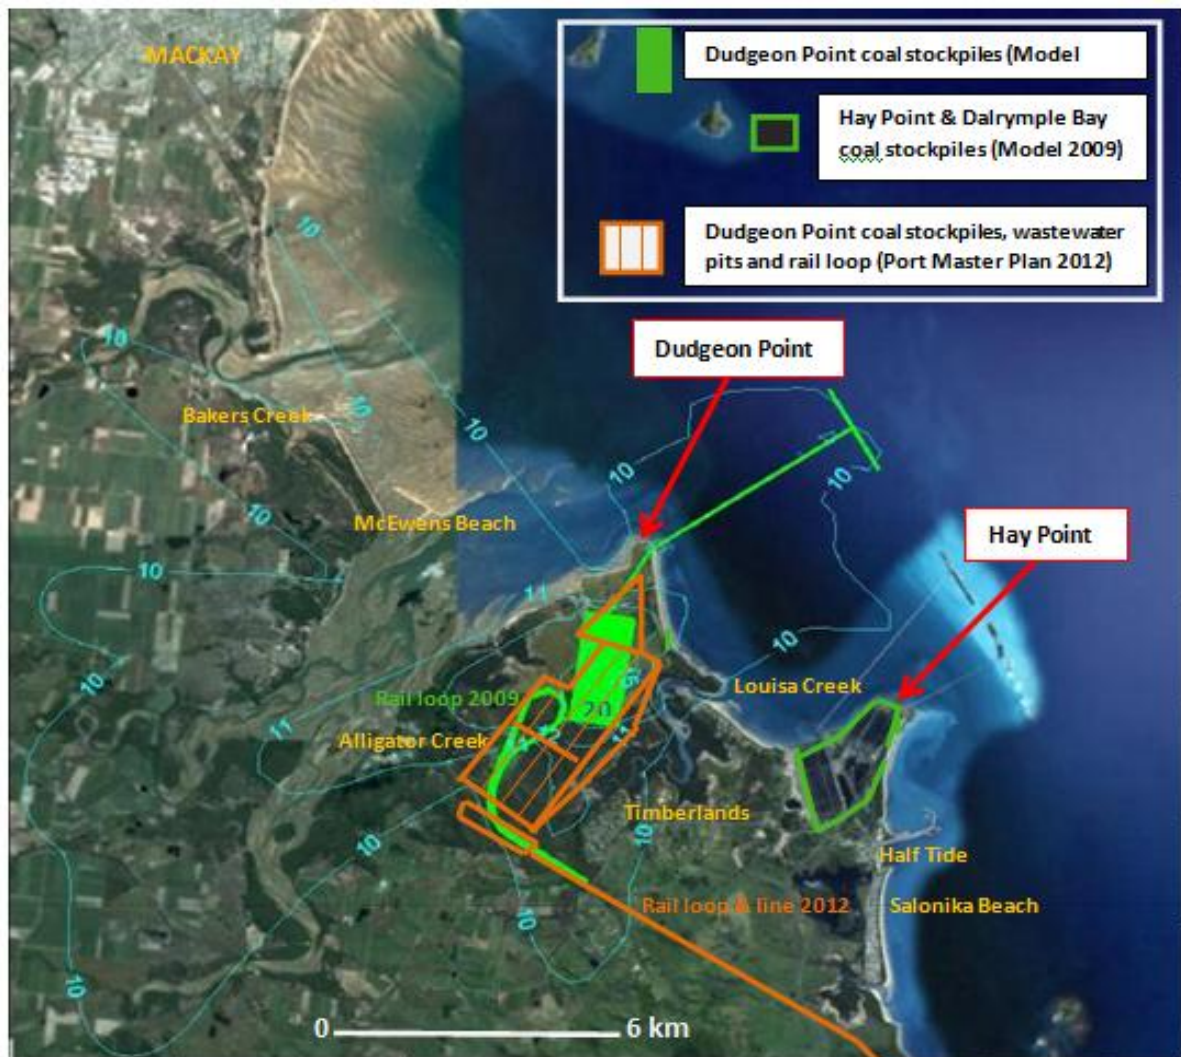 MACKAY
Dudgeon Point coal stockpiles (Model
Hay Point & Dalrymple Bay
coal stockpiles (Model 2009)
Dudgeon Point coal stockpiles, wastewater
pits and rail loop (Port Master Plan 2012)
10
Dudgeon Point
10
10
Bakers Creek
10
10
10
10
McEwens Beach
Hay Point
10
10
11
10
Louisa Creek
10
Rail loop 2009
20
11
11
Alligator Creek
Timberlands
10
10
Half Tide
Rail loop & line 2012
Salonika Beach
10
10
0
6 km